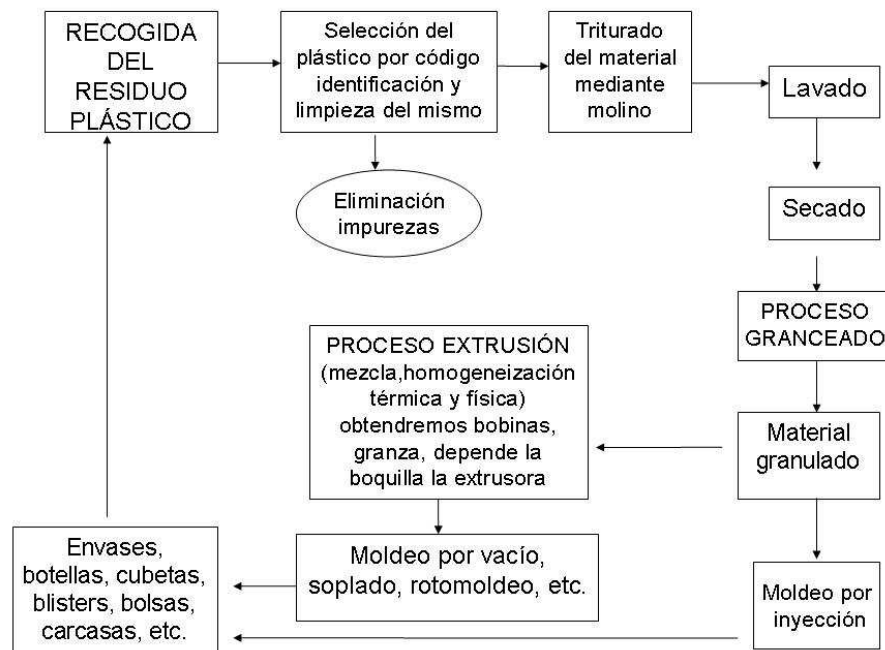 RECOGIDA
DEL
RESIDUO
PLÁSTICO
Selección del
plástico por código
identificación y
limpieza del mismo
Triturado
del material
mediante
molino
Lavado
Eliminación
impurezas
Secado
PROCESO
GRANCEADO
PROCESO EXTRUSIÓN
(mezcla,homogeneización
térmica y física)
obtendremos bobinas,
granza, depende la
boquilla la extrusora
Material
granulado
Envases,
botellas, cubetas,
blisters, bolsas,
carcasas, etc.
Moldeo por vacío,
soplado, rotomoldeo, etc.
Moldeo por
inyección